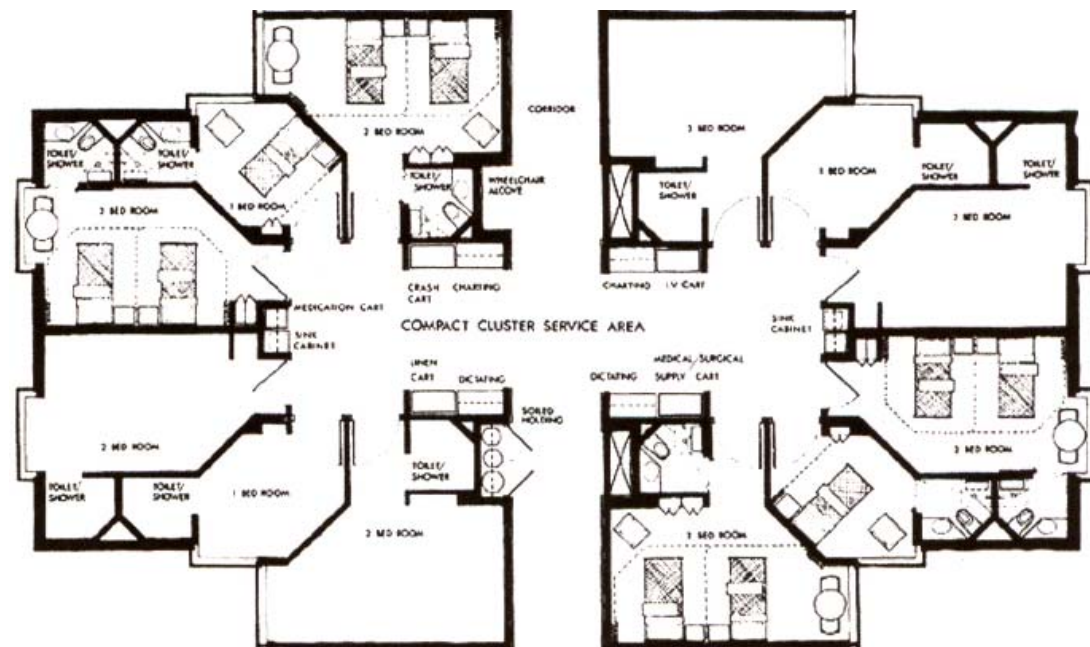 CORRIDOR
2 BED ROOM
TOILET/
SHOWER
TOILET/
SHOWER
TOILET/
SHOWER
WHEELCHAIR
ALCOVE
2 BED ROOM
1 BED ROOM
TOILET/
SHOWER
1 BED ROOM
TOILET/
SHOWER
TOILET/
SHOWER
2 BED ROOM
2 BED ROOM
CRASH
CART
CHARTING
CHARTING
I.V CART
MEDICATION CART
SINK
CABINET
COMPACT CLUSTER SERVICE AREA
SINK
CABINET
LINEN
CART
DICTATING
DICTATING
MEDICAL/SURGICAL
SUPPLY CART
SOILED
HOLDING
2 BED ROOM
TOILET/
SHOWER
TOILET/
SHOWER
1 BED ROOM
TOILET/
SHOWER
2 BED ROOM
2 BED ROOM
2 BED ROOM